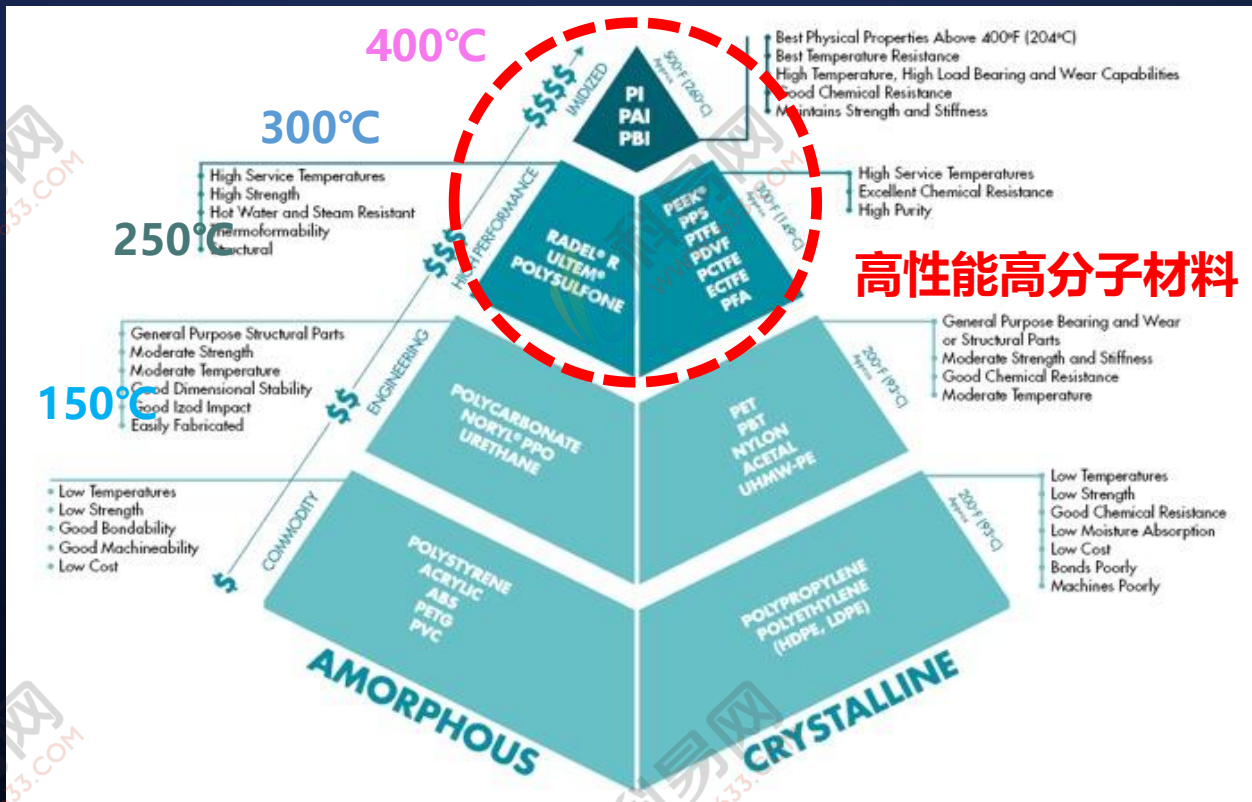 400℃
300℃
250℃
150℃
高性能高分子材料
$$$$
IMIDIZED
500°F (260°C)
Approx
PI
PAI
PBI
Best Physical Properties Above 400°F (204°C)
Best Temperature Resistance
High Temperature, High Load Bearing and Wear Capabilities
Good Chemical Resistance
Maintains Strength and Stiffness
High Service Temperatures
High Strength
Hot Water and Steam Resistant
Thermoformability
Structural
$$$
HIGH PERFORMANCE
RADEL® R
ULTEM®
POLYSULFONE
PEEK®
PPS
PTFE
PDVF
PCTFE
ECTFE
PFA
300°F (149°C)
Approx
High Service Temperatures
Excellent Chemical Resistance
High Purity
General Purpose Structural Parts
Moderate Strength
Moderate Temperature
Good Dimensional Stability
Good Izod Impact
Easily Fabricated
$$
ENGINEERING
POLYCARBONATE
NORYL® PPO
URETHANE
PET
PBT
NYLON
ACETAL
UHMW-PE
200°F (93°C)
Approx
General Purpose Bearing and Wear
or Structural Parts
Moderate Strength and Stiffness
Good Chemical Resistance
Moderate Temperature
Low Temperatures
Low Strength
Good Bondability
Good Machineability
Low Cost
$
COMMODITY
POLYSTYRENE
ACRYLIC
ABS
PETG
PVC
POLYPROPYLENE
POLYETHYLENE
(HDPE, LDPE)
200°F (93°C)
Approx
Low Temperatures
Low Strength
Good Chemical Resistance
Low Moisture Absorption
Low Cost
Bonds Poorly
Machines Poorly
AMORPHOUS
CRYSTALLINE